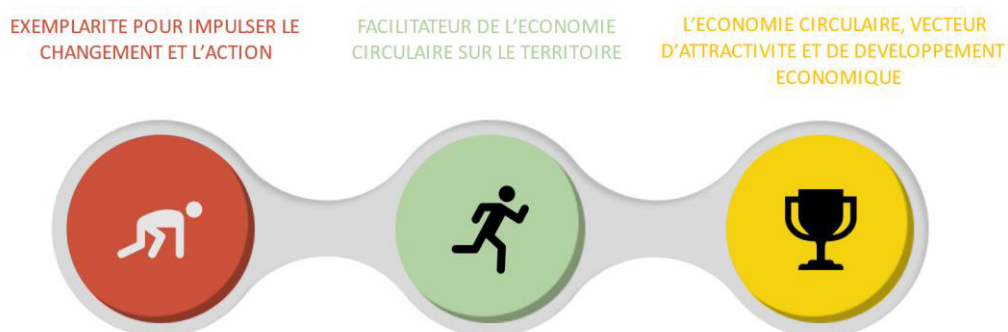 EXEMPLARITE POUR IMPULSER LE
CHANGEMENT ET L'ACTION
FACILITATEUR DE L'ECONOMIE
CIRCULAIRE SUR LE TERRITOIRE
L'ECONOMIE CIRCULAIRE, VECTEUR
D'ATTRACTIVITE ET DE DEVELOPPEMENT
ECONOMIQUE